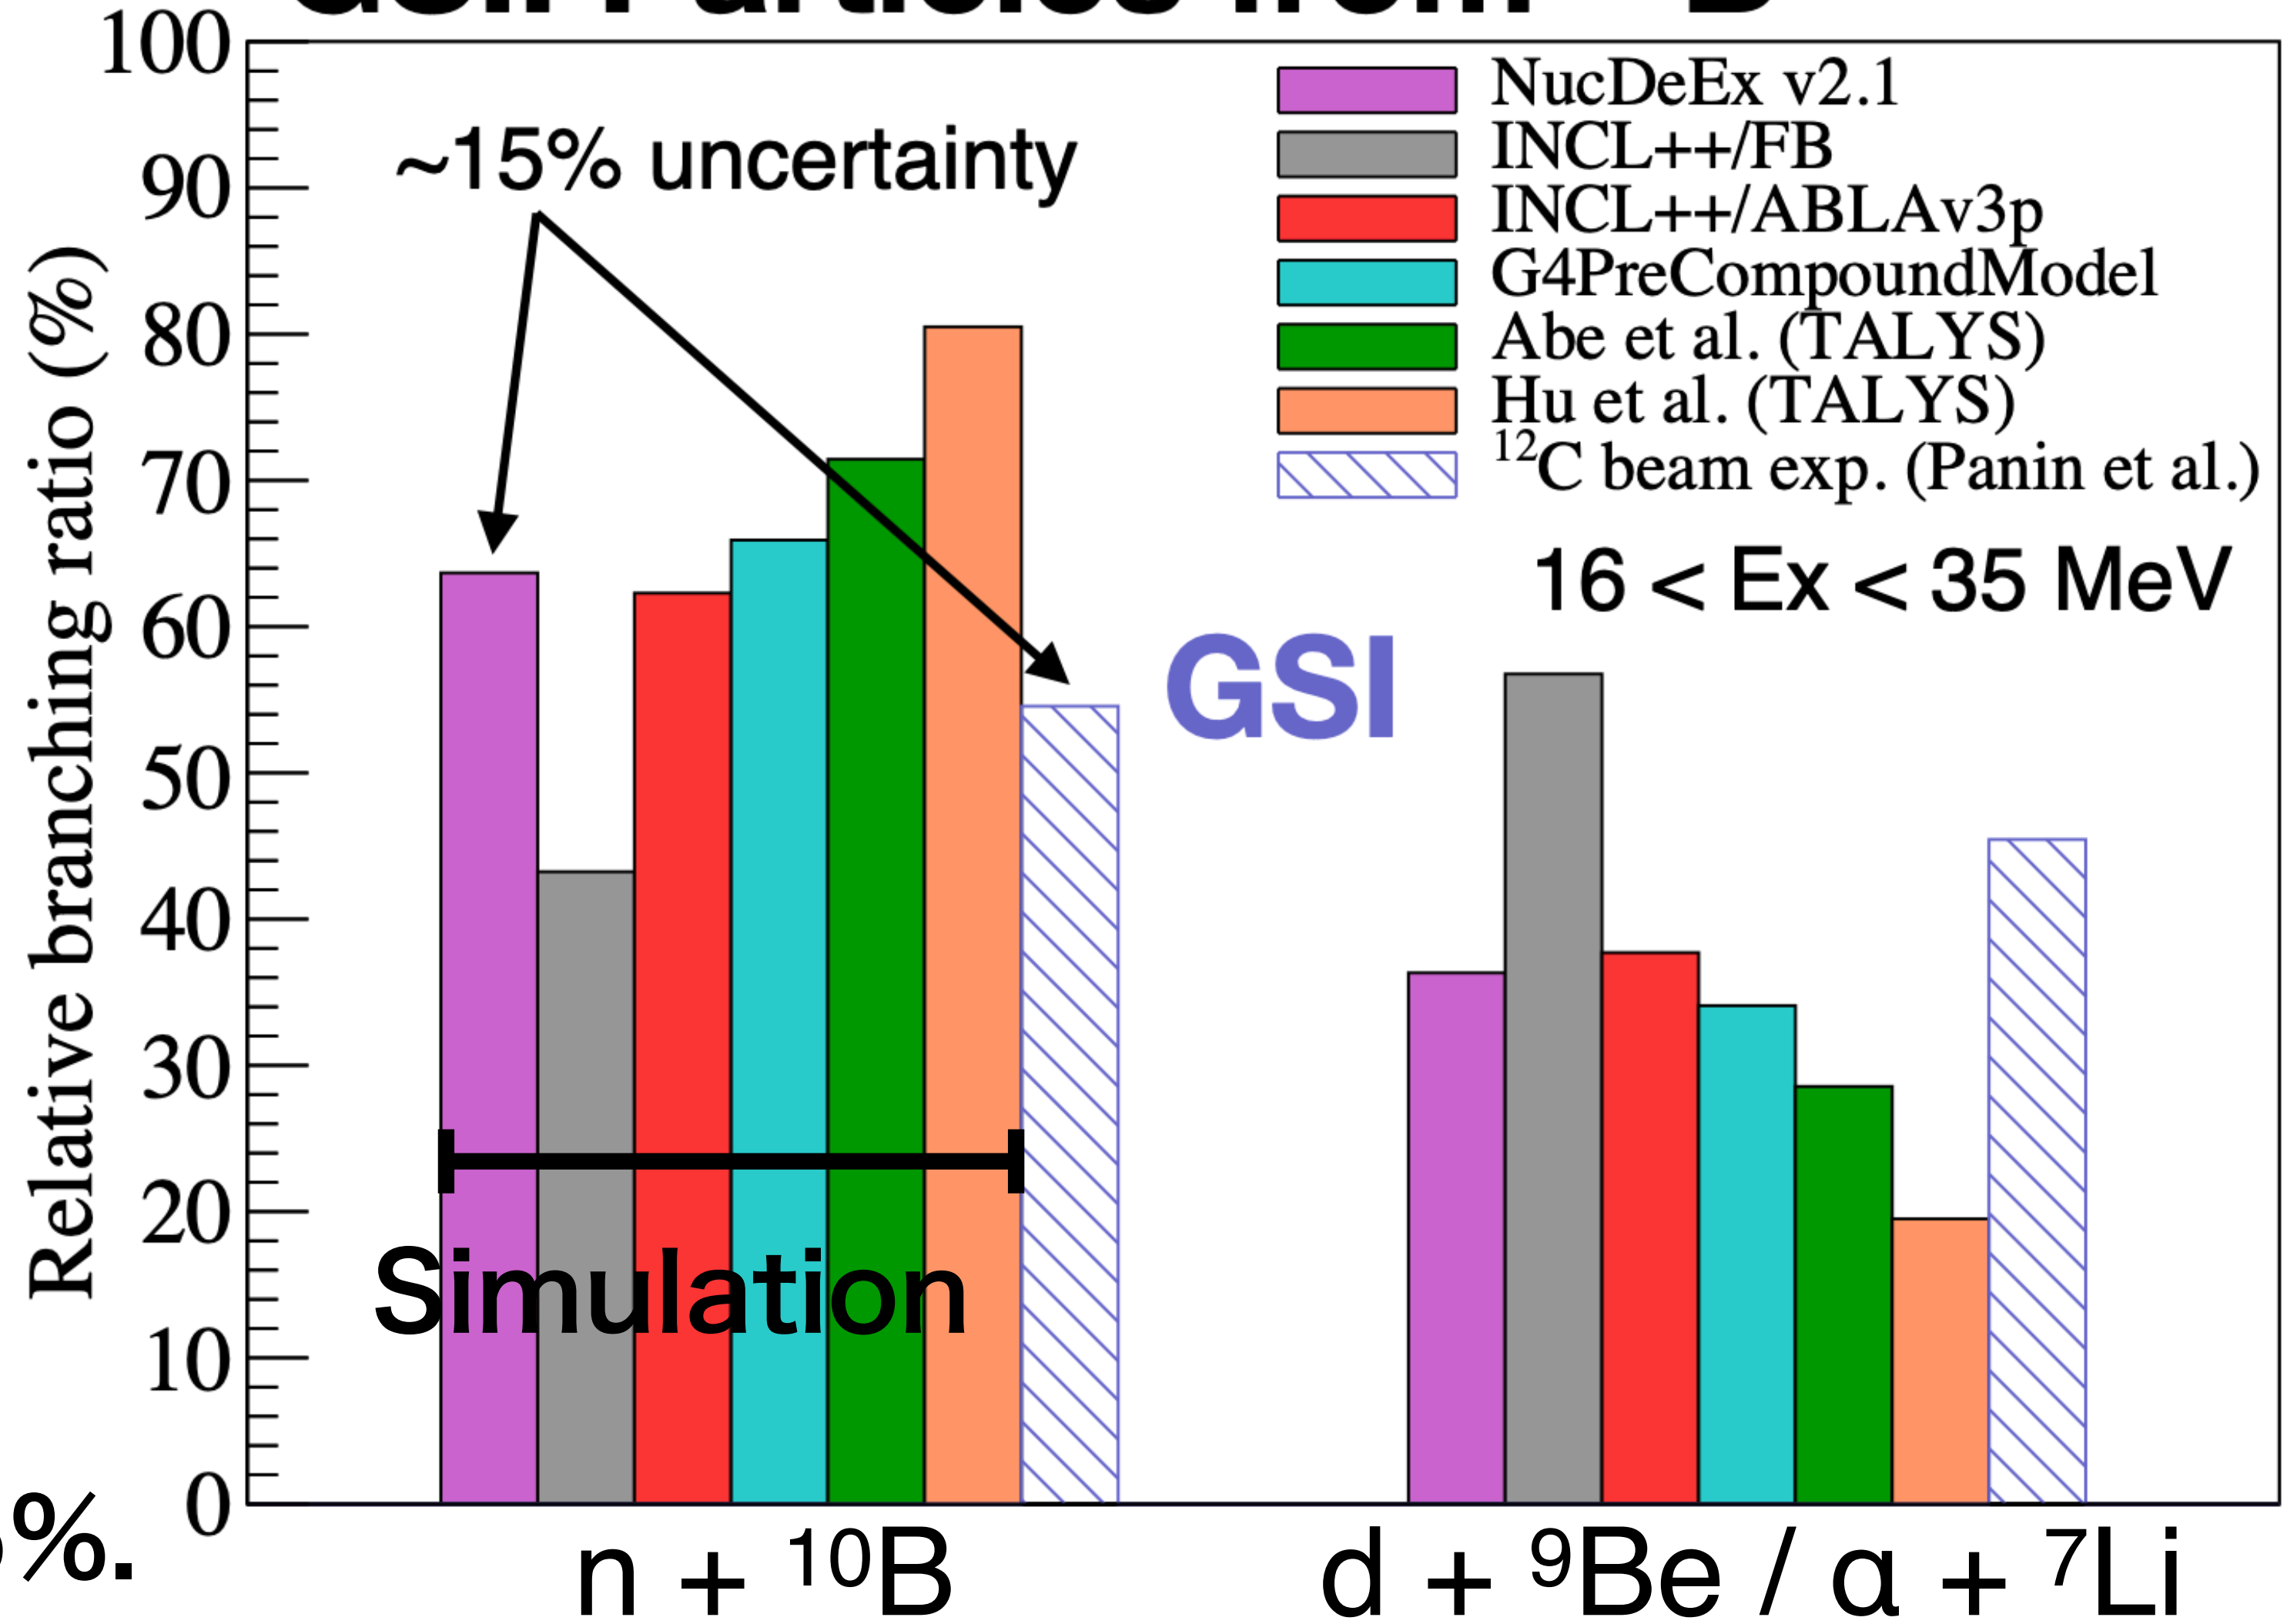 100
90
80
70
60
50
40
30
20
10
0
Relative branching ratio (%)
~15% uncertainty
NucDeEx v2.1
INCL++/FB
INCL++/ABLAv3p
G4PreCompoundModel
Abe et al. (TALYS)
Hu et al. (TALYS)
¹²C beam exp. (Panin et al.)
16 < Ex < 35 MeV
GSI
Simulation
%.
n + ¹⁰B
d + ⁹Be / α + ⁷Li